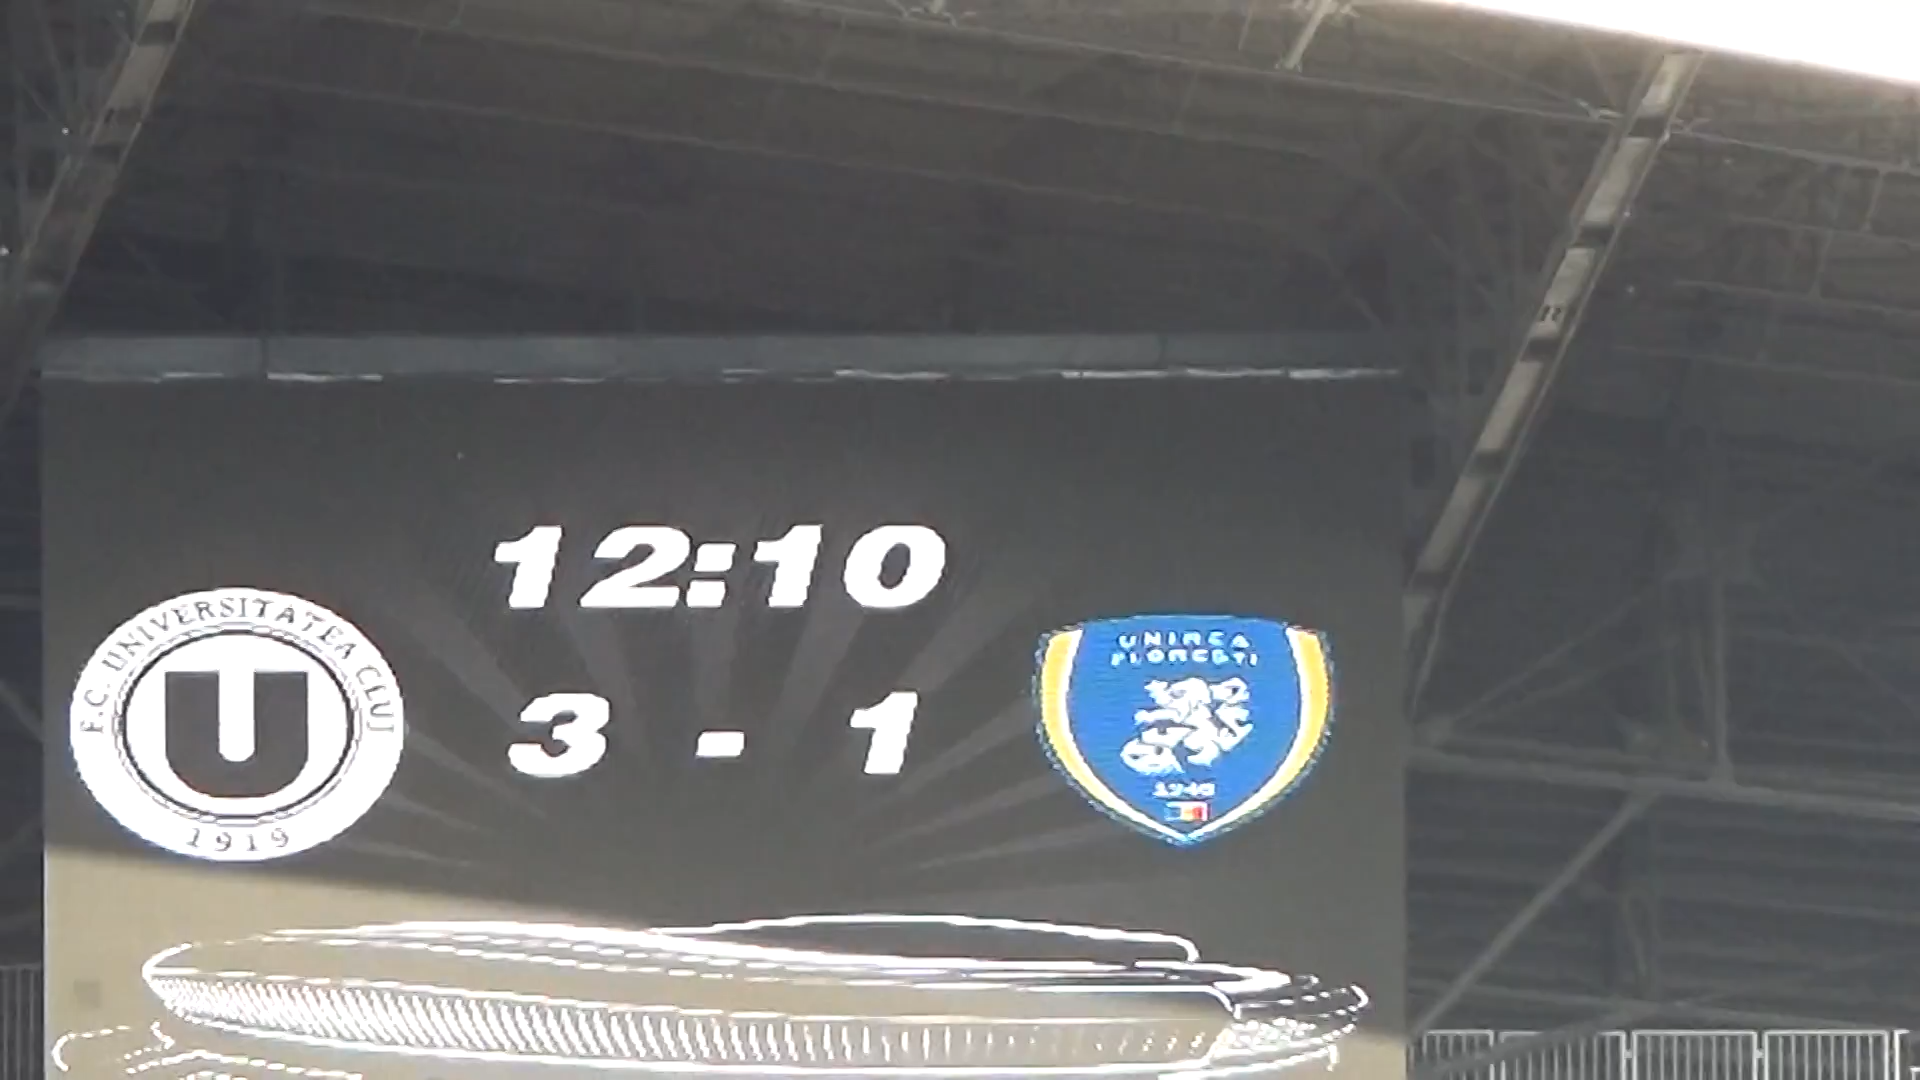 12:10
F.C. UNIVERSITATEA CLUJ
U
1919
3 - 1
UNIREA
FLORESTI